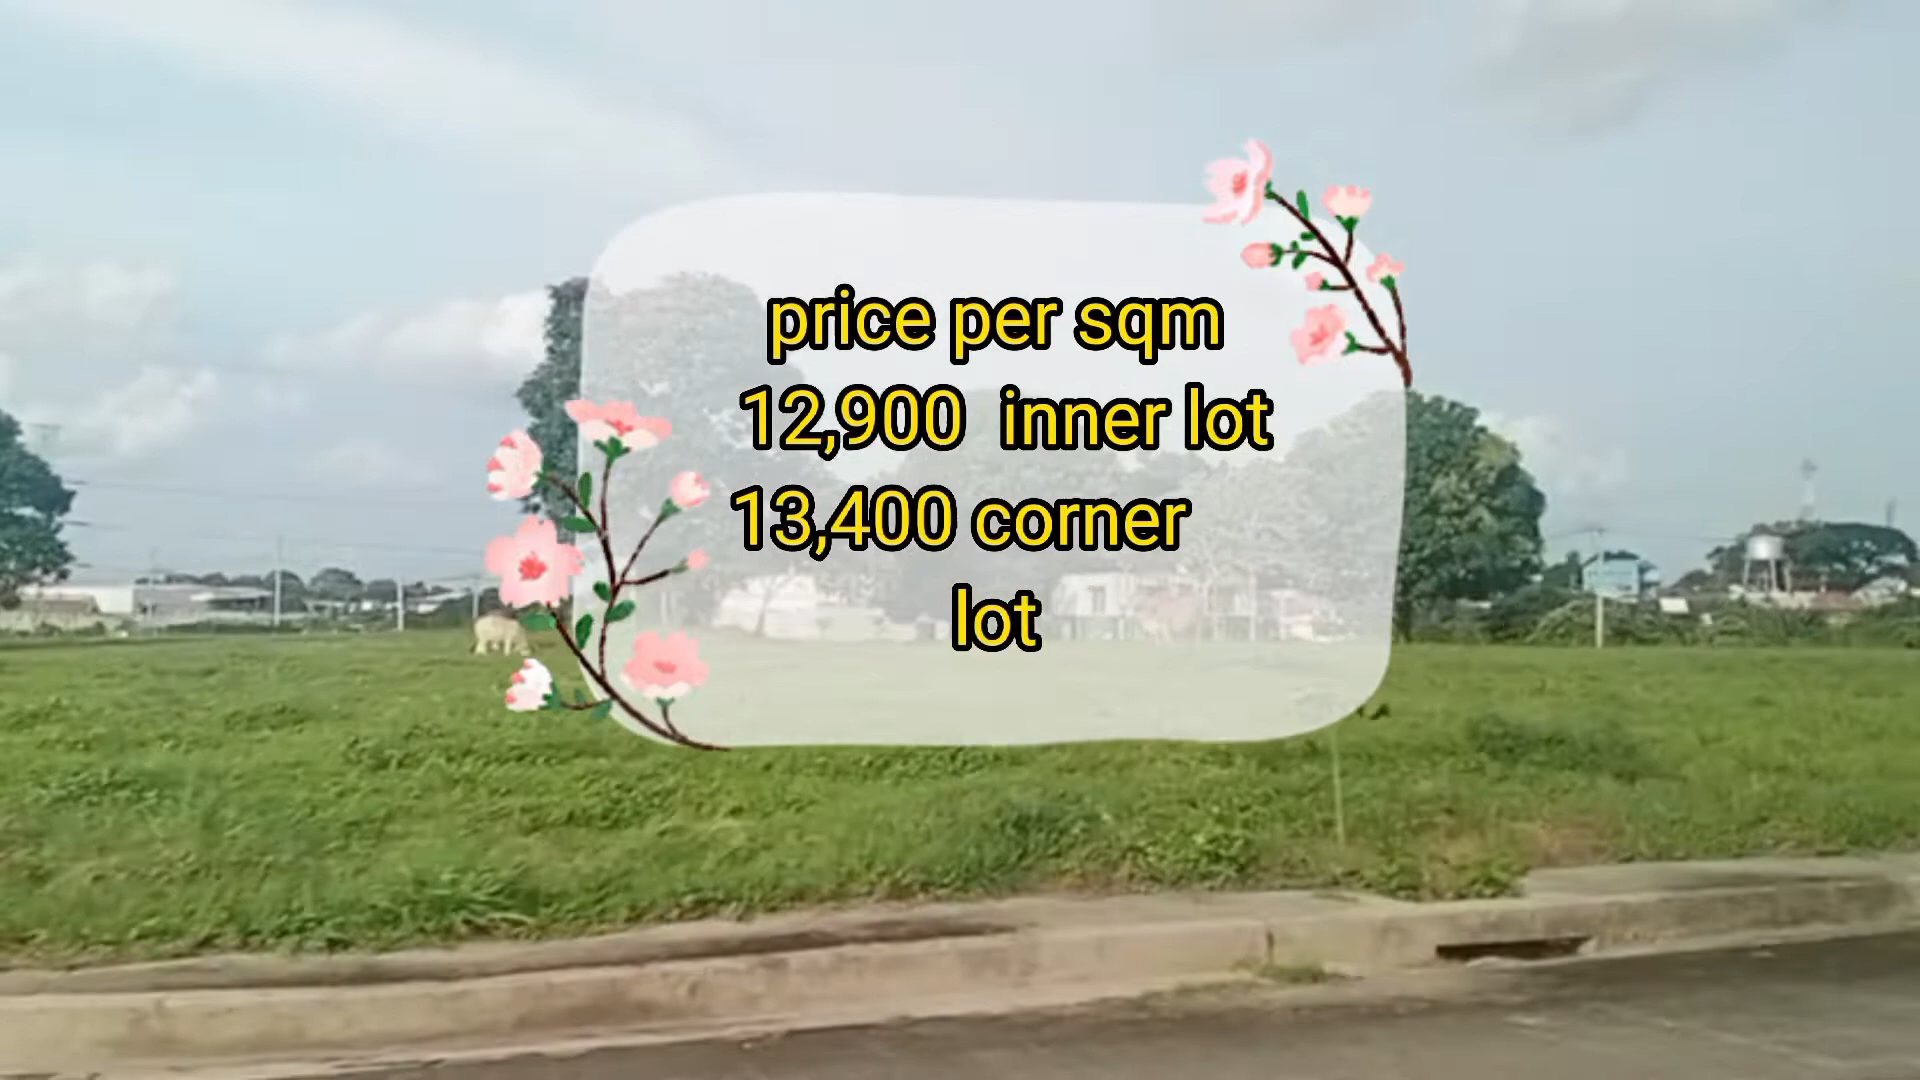 price per sqm
12,900 inner lot
13,400 corner
lot